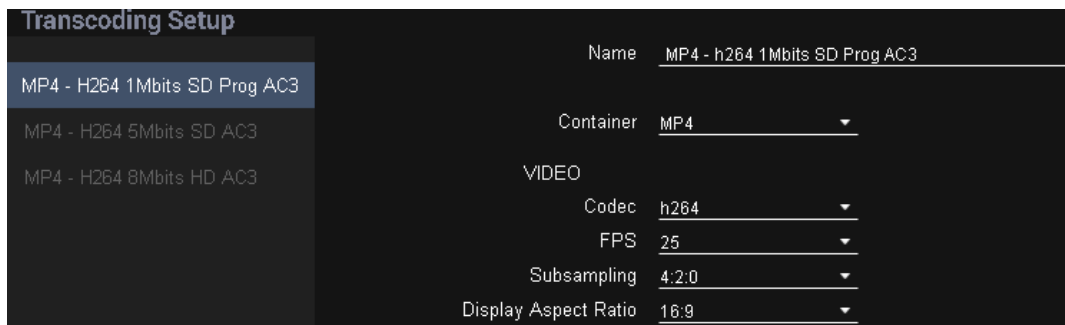 Transcoding Setup
MP4 - H264 1Mbits SD Prog AC3
MP4 - H264 5Mbits SD AC3
MP4 - H264 8Mbits HD AC3
Name MP4 - h264 1Mbits SD Prog AC3
Container MP4
VIDEO
Codec h264
FPS 25
Subsampling 4:2:0
Display Aspect Ratio 16:9